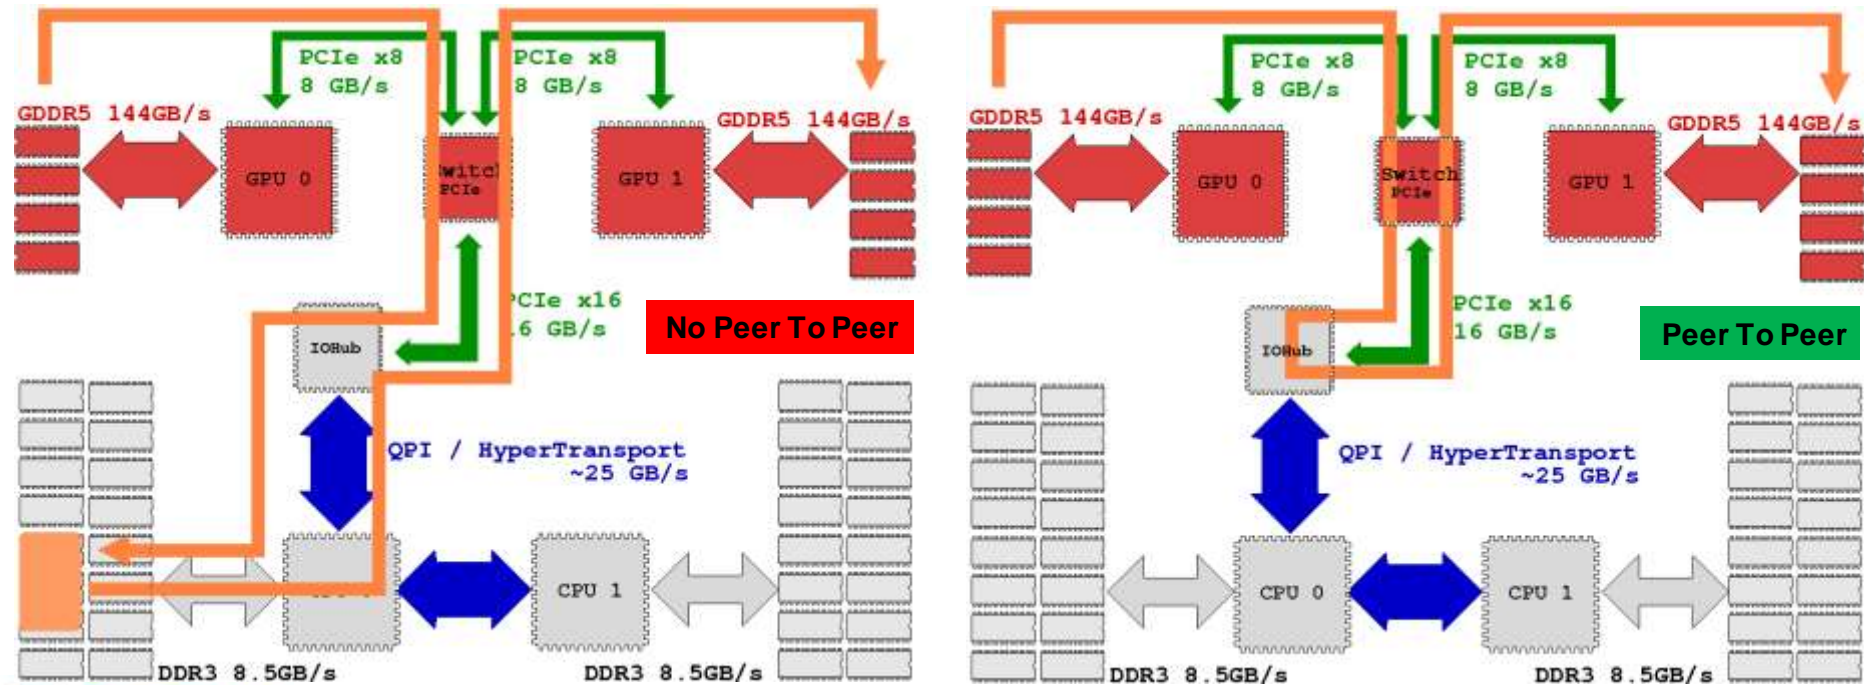 PCIe x8
8 GB/s
PCIe x8
8 GB/s
GDDR5 144GB/s
GDDR5 144GB/s
GPU 0
Switch
PCIe
GPU 1
PCIe x16
16 GB/s
No Peer To Peer
IOHub
QPI / HyperTransport
~25 GB/s
CPU 1
DDR3 8.5GB/s
DDR3 8.5GB/s
PCIe x8
8 GB/s
PCIe x8
8 GB/s
GDDR5 144GB/s
GDDR5 144GB/s
GPU 0
Switch
PCIe
GPU 1
PCIe x16
16 GB/s
Peer To Peer
IOHub
QPI / HyperTransport
~25 GB/s
CPU 0
CPU 1
DDR3 8.5GB/s
DDR3 8.5GB/s